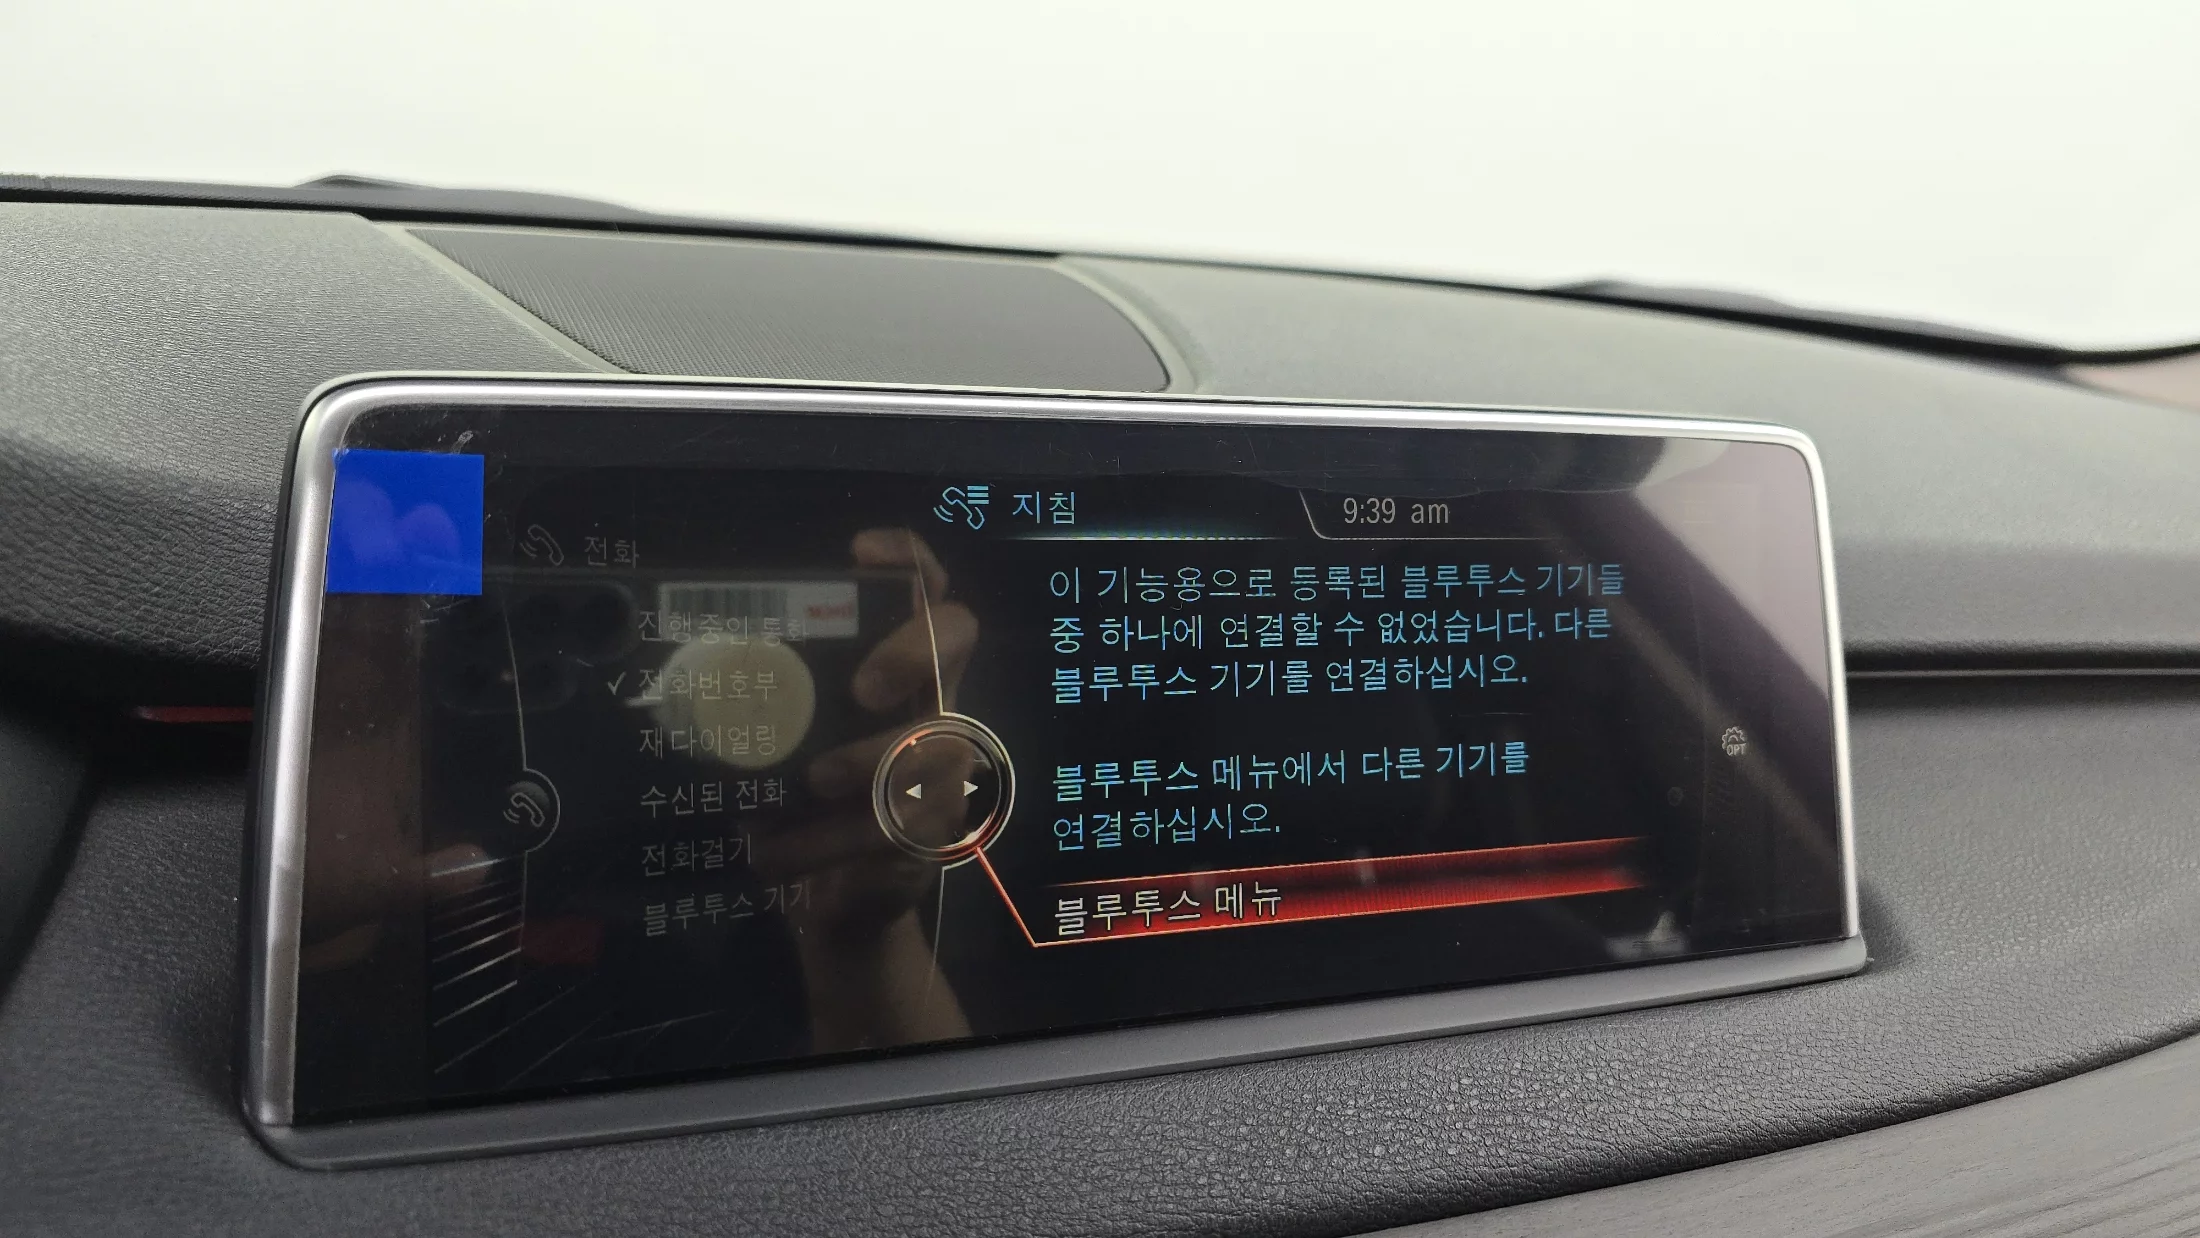 지침
9:39 am
전화
진행중인 통화
전화번호부
재다이얼링
수신된 전화
전화걸기
블루투스 기기
이 기능용으로 등록된 블루투스 기기들
중 하나에 연결할 수 없었습니다. 다른
블루투스 기기를 연결하십시오.
블루투스 메뉴에서 다른 기기를
연결하십시오.
블루투스 메뉴
OPT